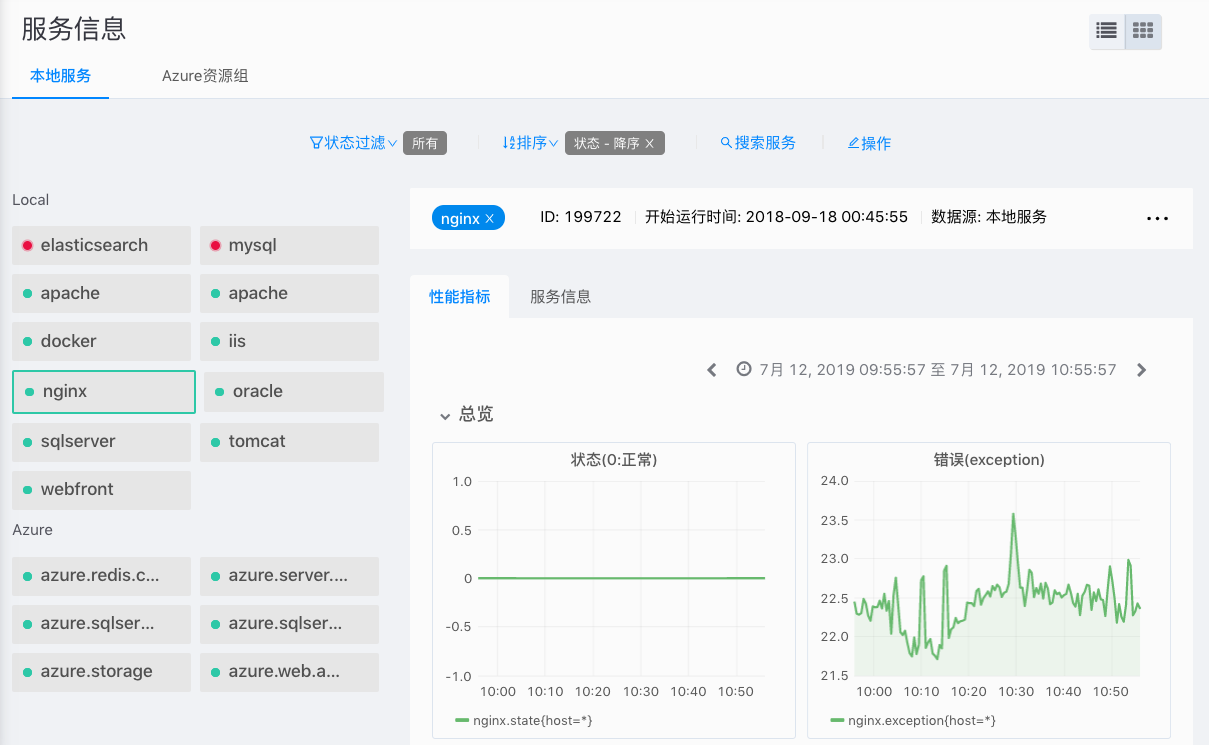 服务信息
本地服务 Azure资源组
状态过滤 所有 排序 状态 - 降序 搜索服务 操作
Local
elasticsearch mysql
apache apache
docker iis
nginx oracle
sqlserver tomcat
webfront
Azure
azure.redis.c... azure.server....
azure.sqlser... azure.sqlser...
azure.storage azure.web.a...
nginx ID: 199722 开始运行时间: 2018-09-18 00:45:55 数据源: 本地服务
性能指标 服务信息
7月 12, 2019 09:55:57 至 7月 12, 2019 10:55:57
总览
状态(0:正常)
1.0
0.5
0
-0.5
-1.0
10:00 10:10 10:20 10:30 10:40 10:50
nginx.state{host=*}
错误(exception)
24.0
23.5
23.0
22.5
22.0
21.5
10:00 10:10 10:20 10:30 10:40 10:50
nginx.exception{host=*}